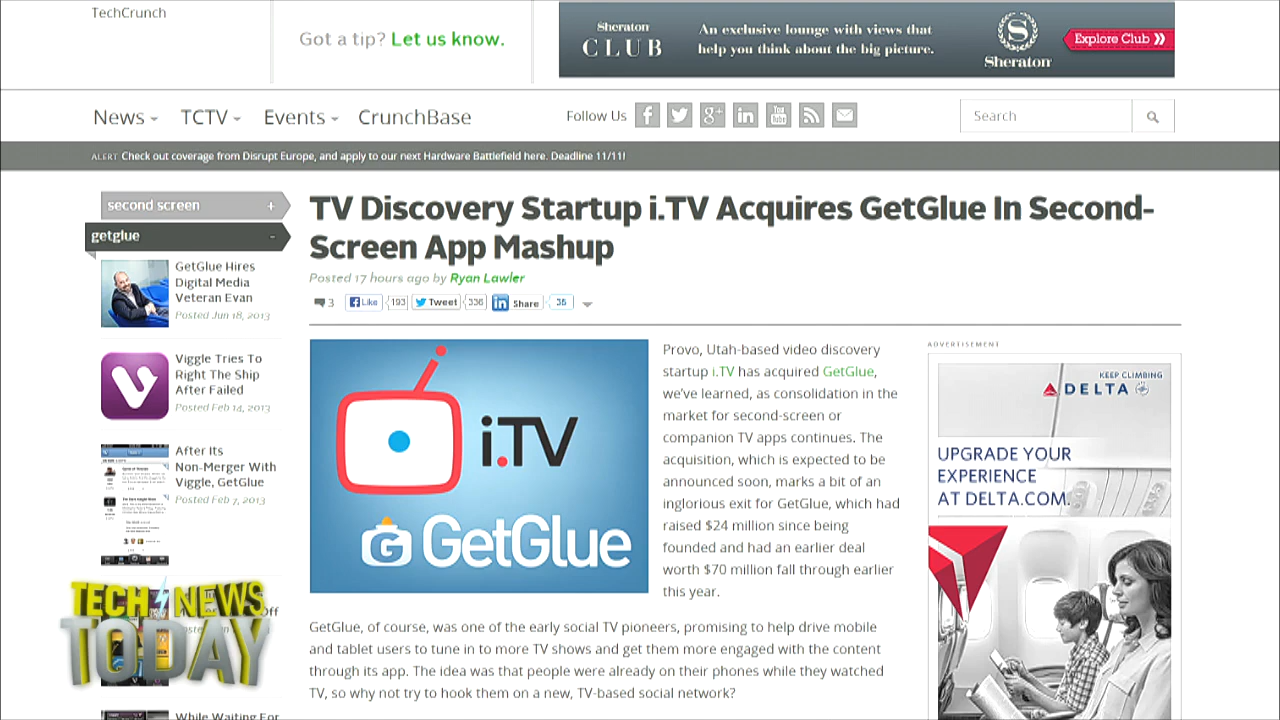 TechCrunch
Got a tip? Let us know.
Sheraton
CLUB
An exclusive lounge with views that
help you think about the big picture.
Sheraton
Explore Club
News
TCTV
Events
CrunchBase
Follow Us
Search
ALERT Check out coverage from Disrupt Europe, and apply to our next Hardware Battlefield here. Deadline 11/11!
second screen +
getglue -
GetGlue Hires
Digital Media
Veteran Evan
Posted Jun 18, 2013
Viggle Tries To
Right The Ship
After Failed
Posted Feb 14, 2013
After Its
Non-Merger With
Viggle, GetGlue
Posted Feb 7, 2013
While Waiting For
TECH NEWS
TODAY
TV Discovery Startup i.TV Acquires GetGlue In Second-
Screen App Mashup
Posted 17 hours ago by Ryan Lawler
3 Like 193 Tweet 336 Share 35
i.TV
GetGlue
Provo, Utah-based video discovery
startup i.TV has acquired GetGlue,
we've learned, as consolidation in the
market for second-screen or
companion TV apps continues. The
acquisition, which is expected to be
announced soon, marks a bit of an
inglorious exit for GetGlue, which had
raised $24 million since being
founded and had an earlier deal
worth $70 million fall through earlier
this year.
GetGlue, of course, was one of the early social TV pioneers, promising to help drive mobile
and tablet users to tune in to more TV shows and get them more engaged with the content
through its app. The idea was that people were already on their phones while they watched
TV, so why not try to hook them on a new, TV-based social network?
ADVERTISEMENT
KEEP CLIMBING
DELTA
UPGRADE YOUR
EXPERIENCE
AT DELTA.COM.